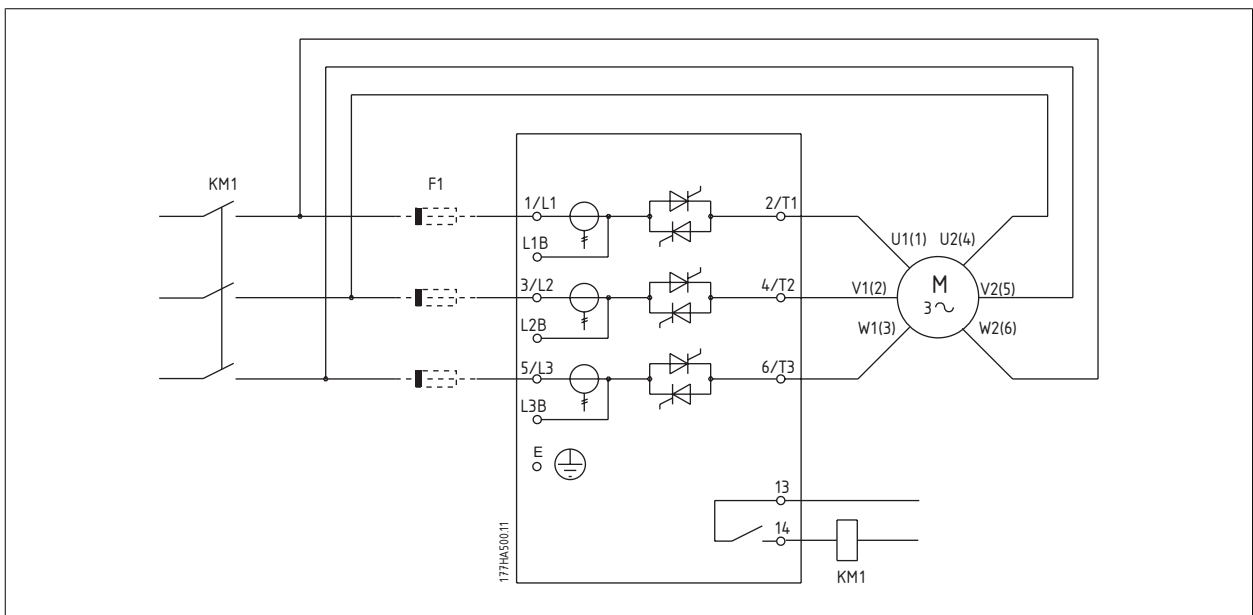 KM1
F1
1/L1
2/T1
L1B
U1(1)
U2(4)
3/L2
4/T2
V1(2)
M
3~
V2(5)
L2B
W1(3)
W2(6)
5/L3
6/T3
L3B
E
13
14
KM1
177HA500.11